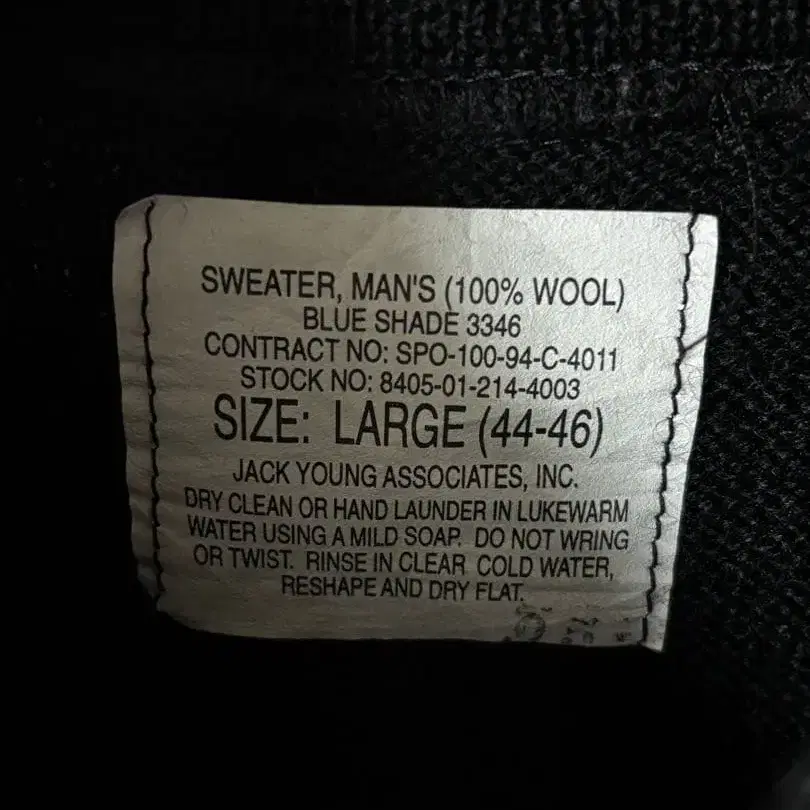 SWEATER, MAN'S (100% WOOL)
BLUE SHADE 3346
CONTRACT NO: SPO-100-94-C-4011
STOCK NO: 8405-01-214-4003
SIZE: LARGE (44-46)
JACK YOUNG ASSOCIATES, INC.
DRY CLEAN OR HAND LAUNDER IN LUKEWARM
WATER USING A MILD SOAP. DO NOT WRING
OR TWIST. RINSE IN CLEAR COLD WATER,
RESHAPE AND DRY FLAT.